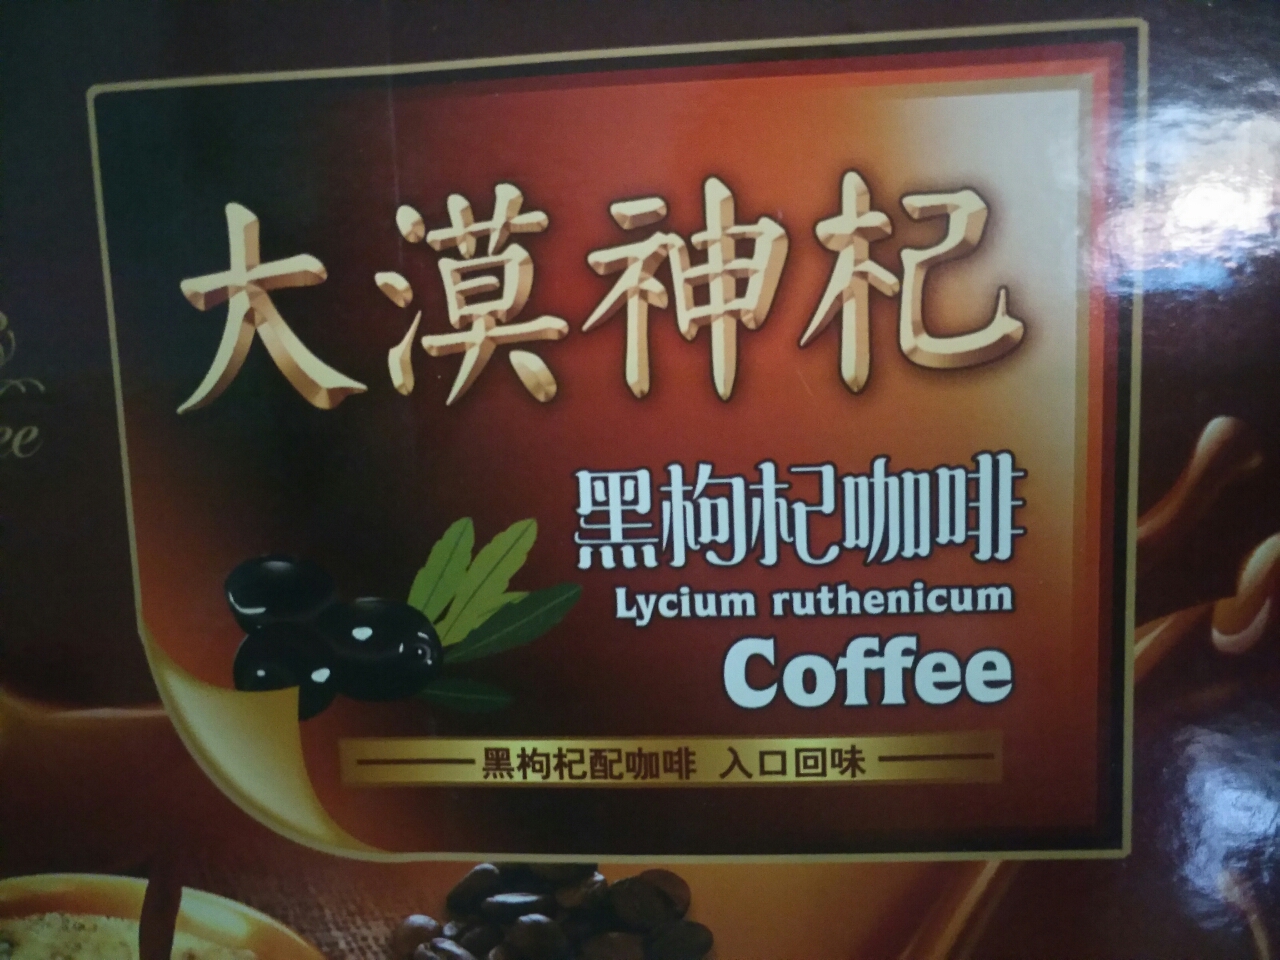 大漠神杞
黑枸杞咖啡
Lycium ruthenicum
Coffee
黑枸杞配咖啡 入口回味